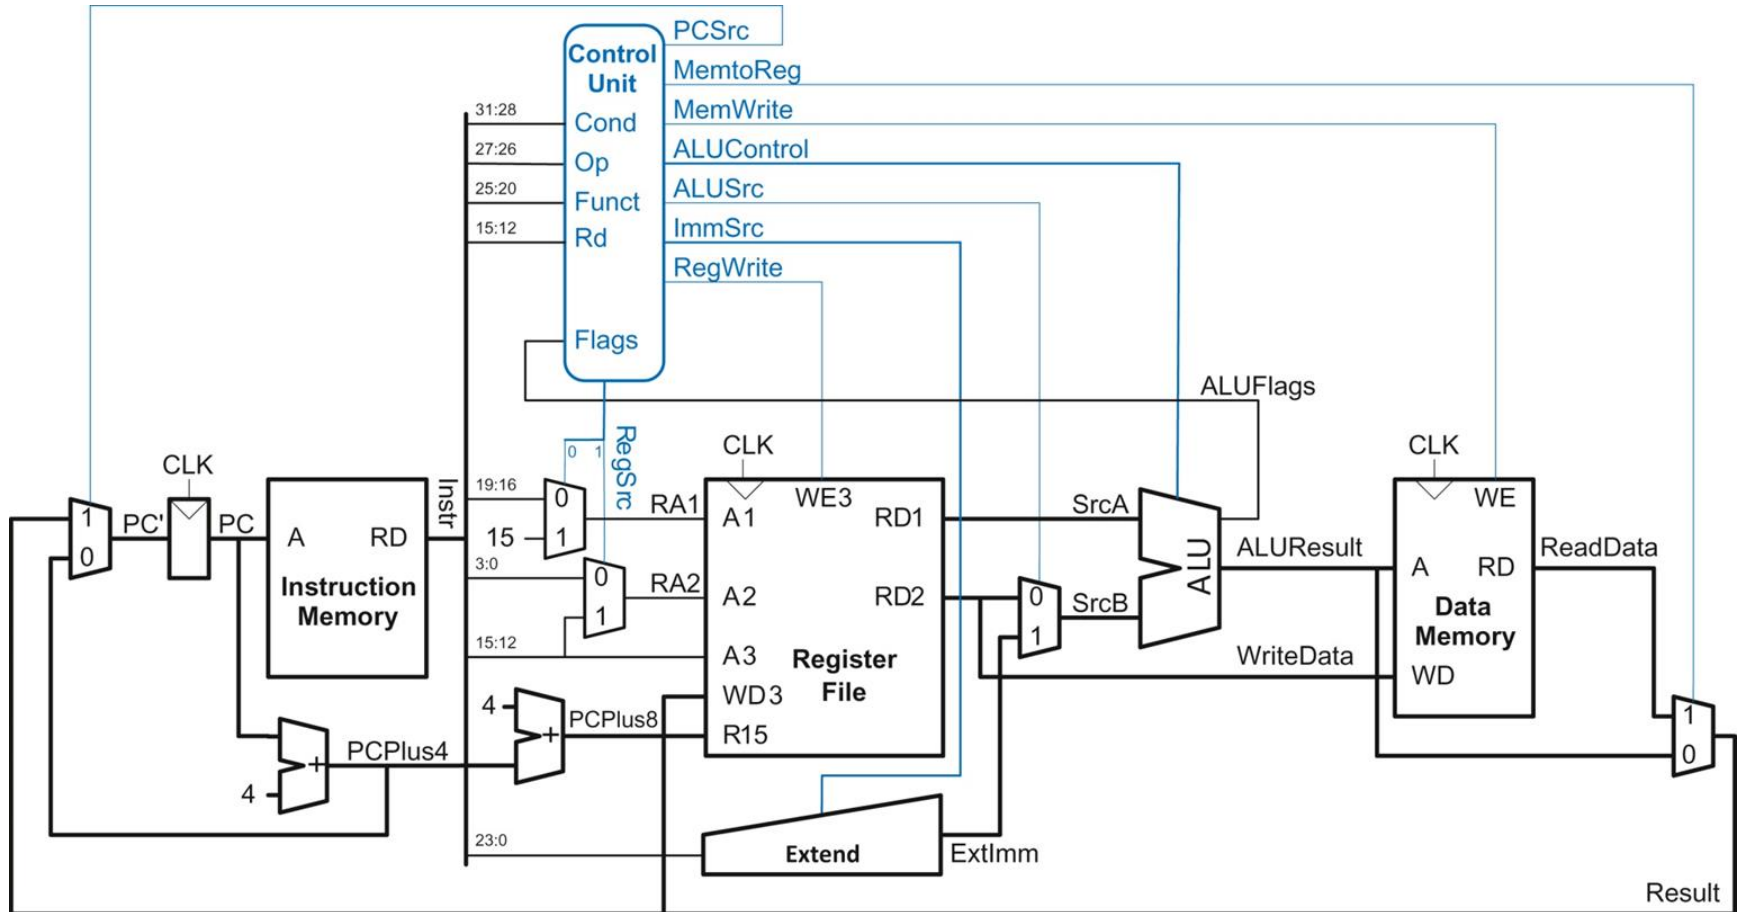 PCSrc
Control
Unit
MemtoReg
31:28
Cond
MemWrite
27:26
Op
ALUControl
25:20
Funct
ALUSrc
15:12
Rd
ImmSrc
RegWrite
Flags
ALUFlags
0 1
RegSrc
CLK
CLK
CLK
1
0
PC'
PC
A
RD
Instruction
Memory
Instr
19:16
0
15
1
RA1
3:0
0
1
RA2
15:12
A1
WE3
RD1
A2
RD2
A3
Register
File
WD3
R15
SrcA
0
1
SrcB
ALU
ALUResult
WE
A
RD
Data
Memory
WD
ReadData
WriteData
1
0
4
+
PCPlus8
PCPlus4
+
4
23:0
Extend
ExtImm
Result